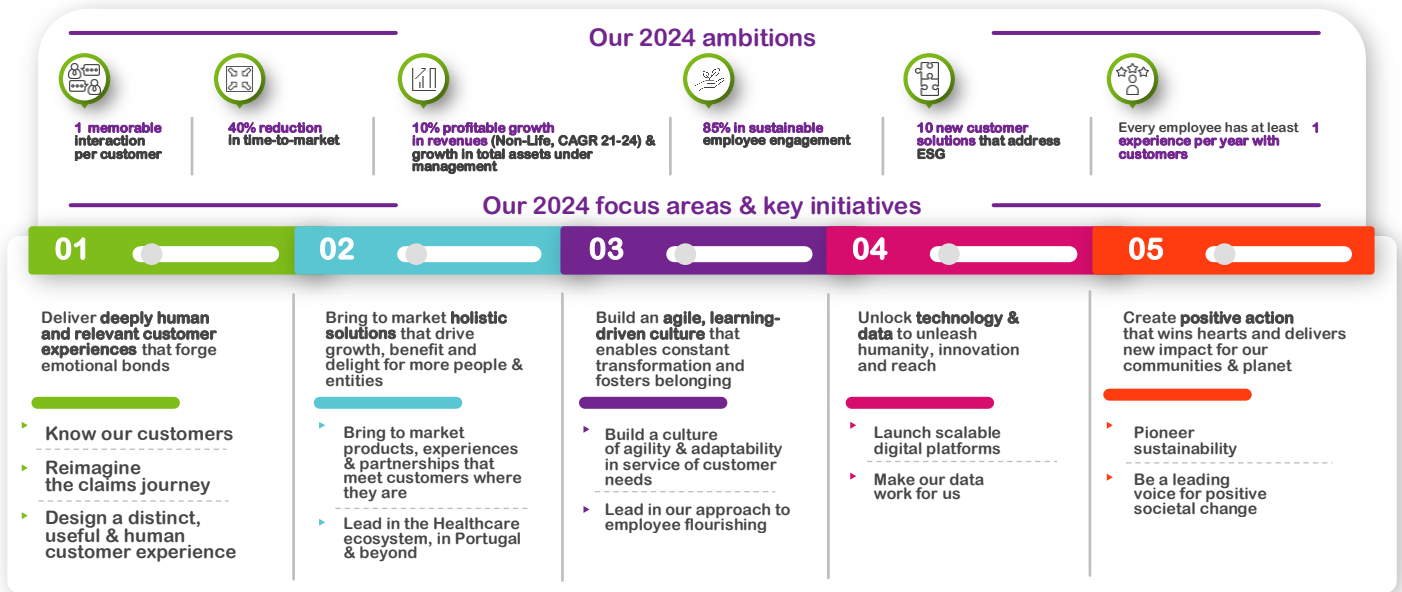 Our 2024 ambitions
1 memorable
interaction
per customer
40% reduction
in time-to-market
10% profitable growth
in revenues (Non-Life, CAGR 21-24) &
growth in total assets under
management
85% in sustainable
employee engagement
10 new customer
solutions that address
ESG
Every employee has at least 1
experience per year with
customers
Our 2024 focus areas & key initiatives
01
Deliver deeply human
and relevant customer
experiences that forge
emotional bonds
Know our customers
Reimagine
the claims journey
Design a distinct,
useful & human
customer experience
02
Bring to market holistic
solutions that drive
growth, benefit and
delight for more people &
entities
Bring to market
products, experiences
& partnerships that
meet customers where
they are
Lead in the Healthcare
ecosystem, in Portugal
& beyond
03
Build an agile, learning-
driven culture that
enables constant
transformation and
fosters belonging
Build a culture
of agility & adaptability
in service of customer
needs
Lead in our approach to
employee flourishing
04
Unlock technology &
data to unleash
humanity, innovation
and reach
Launch scalable
digital platforms
Make our data
work for us
05
Create positive action
that wins hearts and delivers
new impact for our
communities & planet
Pioneer
sustainability
Be a leading
voice for positive
societal change